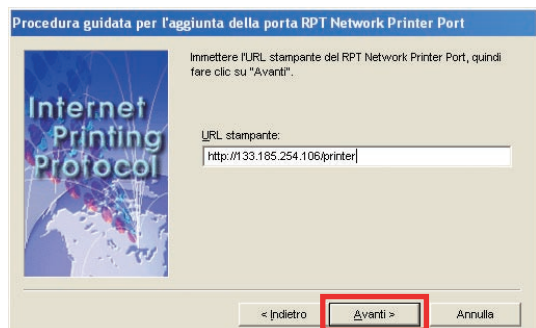 Procedura guidata per l'aggiunta della porta RPT Network Printer Port
Immettere l'URL stampante del RPT Network Printer Port, quindi
fare clic su "Avanti".
Internet
Printing
Protocol
URL stampante:
http://133.185.254.106/printer
< Indietro
Avanti >
Annulla